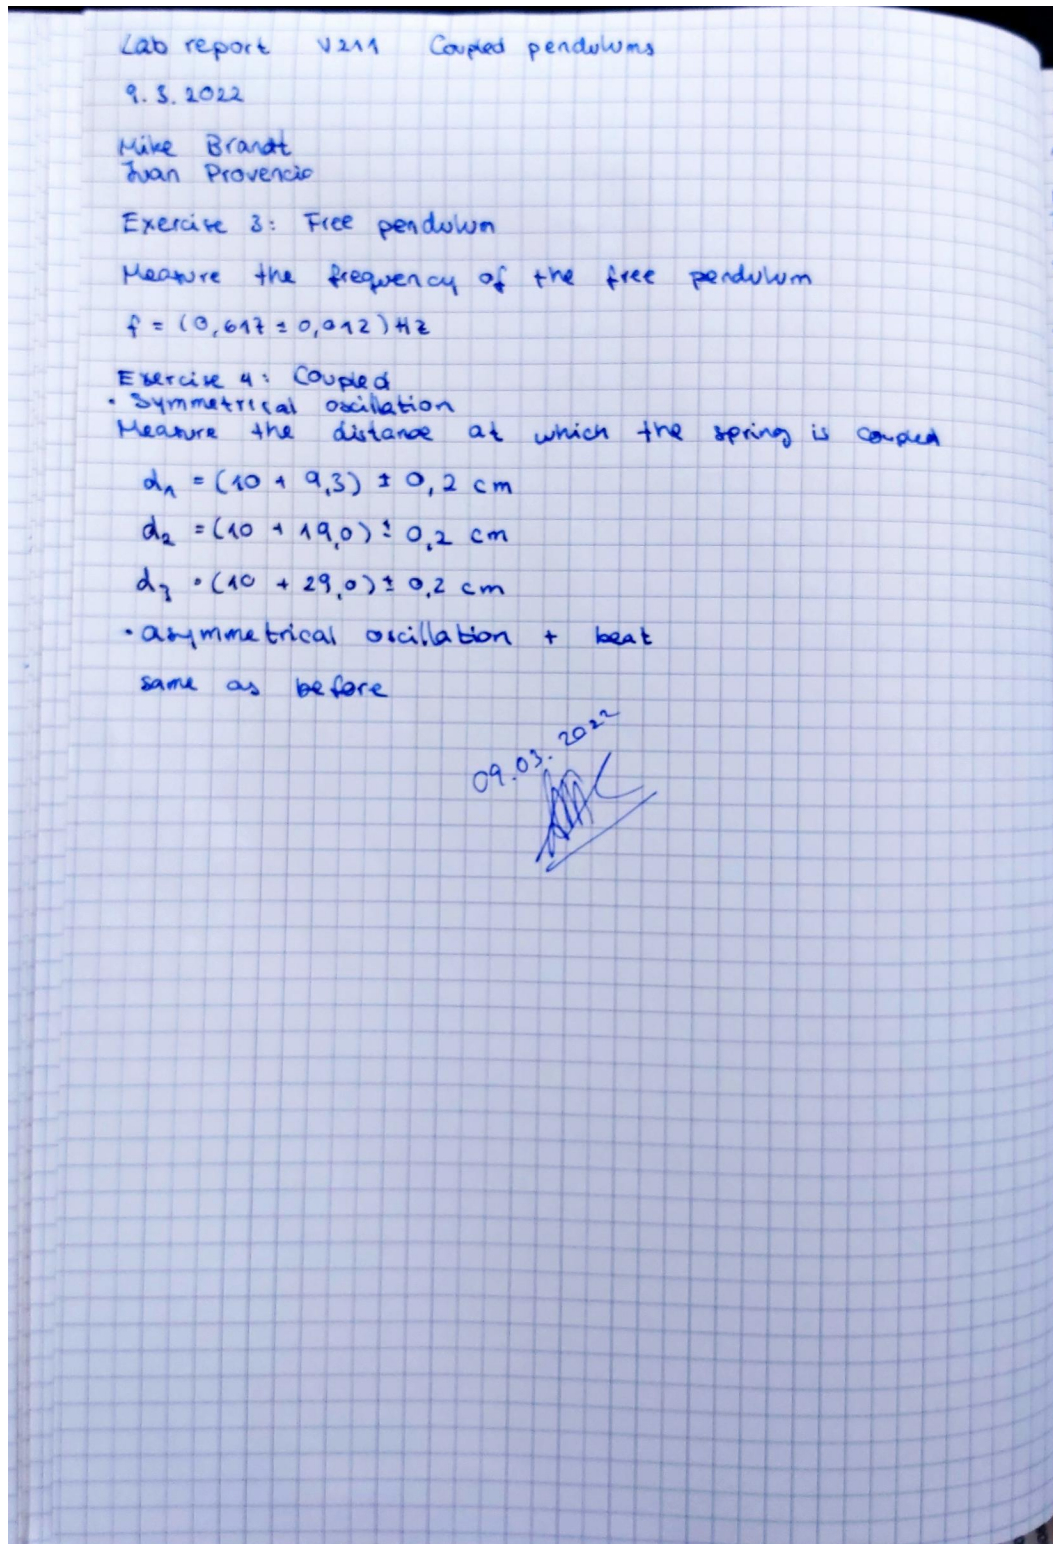 Lab report V211 Coupled pendulums
9.3.2022
Mike Brandt
Juan Provencio
Exercise 3: Free pendulum
Measure the frequency of the free pendulum
f = (0,617 ± 0,012) Hz
Exercise 4: Coupled
• Symmetrical oscillation
Measure the distance at which the spring is coupled
d₁ = (10 + 9,3) ± 0,2 cm
d₂ = (10 + 19,0) ± 0,2 cm
d₃ = (10 + 29,0) ± 0,2 cm
• asymmetrical oscillation + beat
same as before
09.03.2022